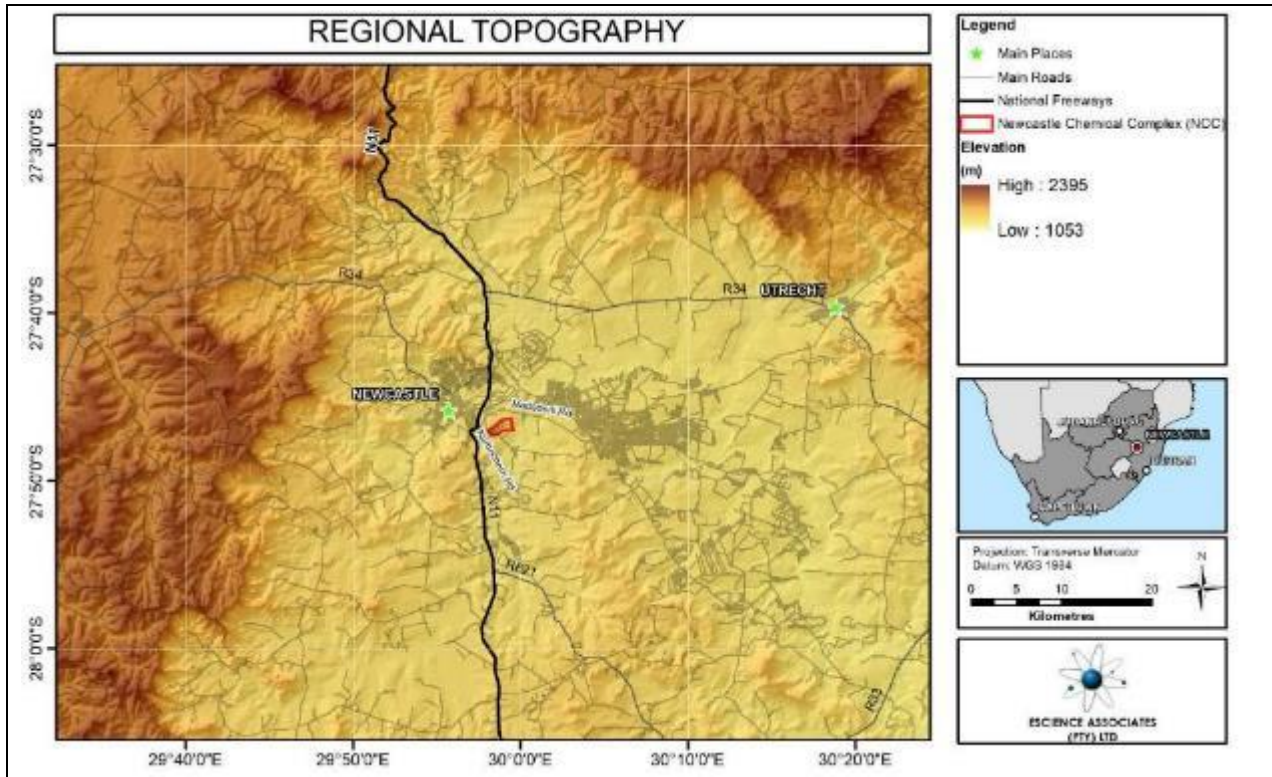 REGIONAL TOPOGRAPHY
Legend
Main Places
Main Roads
National Freeways
Newcastle Chemical Complex (NCC)
Elevation
(m)
High : 2395
Low : 1053
27°30'0"S
27°40'0"S
27°50'0"S
28°0'0"S
N11
R34
R34
UTRECHT
NEWCASTLE
N11
R621
R33
29°40'0"E
29°50'0"E
30°0'0"E
30°10'0"E
30°20'0"E
NEWCASTLE
Projection: Transverse Mercator
Datum: WGS 1984
N
0 5 10 20
Kilometres
ESCIENCE ASSOCIATES
(PTY) LTD